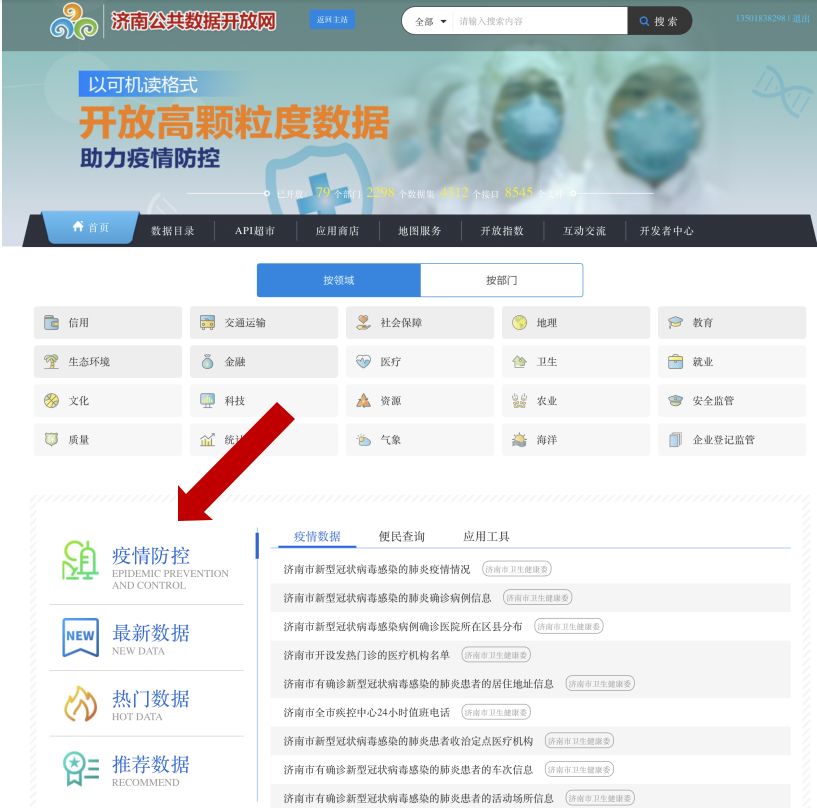 济南公共数据开放网
返回主站
全部
请输入搜索内容
搜索
13501838298 | 退出
以可机读格式
开放高颗粒度数据
助力疫情防控
已开放： 79 个部门 2298 个数据集 4312 个接口 8545
首页
数据目录
API超市
应用商店
地图服务
开放指数
互动交流
开发者中心
按领域
按部门
信用
交通运输
社会保障
地理
教育
生态环境
金融
医疗
卫生
就业
文化
科技
资源
农业
安全监管
质量
统计
气象
海洋
企业登记监管
疫情防控
EPIDEMIC PREVENTION
AND CONTROL
NEW
最新数据
NEW DATA
热门数据
HOT DATA
推荐数据
RECOMMEND
疫情数据
便民查询
应用工具
济南市新型冠状病毒感染的肺炎疫情情况 济南市卫生健康委
济南市新型冠状病毒感染的肺炎确诊病例信息 济南市卫生健康委
济南市新型冠状病毒感染病例确诊医院所在区县分布 济南市卫生健康委
济南市开设发热门诊的医疗机构名单 济南市卫生健康委
济南市有确诊新型冠状病毒感染的肺炎患者的居住地址信息 济南市卫生健康委
济南市全市疾控中心24小时值班电话 济南市卫生健康委
济南市新型冠状病毒感染的肺炎患者收治定点医疗机构 济南市卫生健康委
济南市有确诊新型冠状病毒感染的肺炎患者的车次信息 济南市卫生健康委
济南市有确诊新型冠状病毒感染的肺炎患者的活动场所信息 济南市卫生健康委